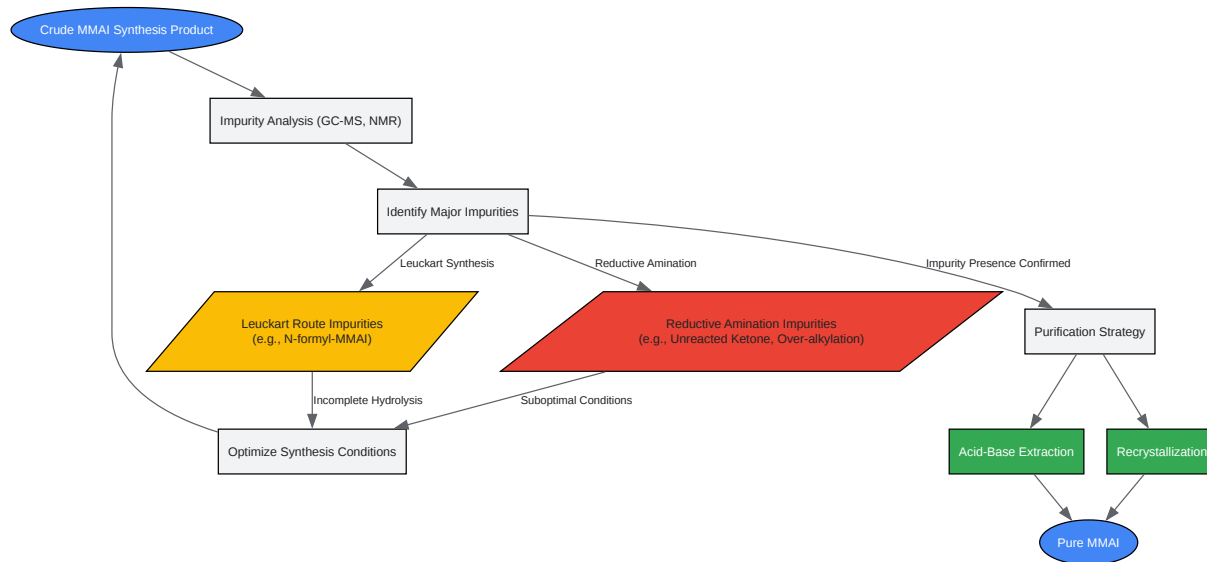 Crude MMAI Synthesis Product
Impurity Analysis (GC-MS, NMR)
Identify Major Impurities
Leuckart Synthesis
Reductive Amination
Impurity Presence Confirmed
Leuckart Route Impurities
(e.g., N-formyl-MMAI)
Reductive Amination Impurities
(e.g., Unreacted Ketone, Over-alkylation)
Purification Strategy
Incomplete Hydrolysis
Suboptimal Conditions
Optimize Synthesis Conditions
Acid-Base Extraction
Recrystallization
Pure MMAI